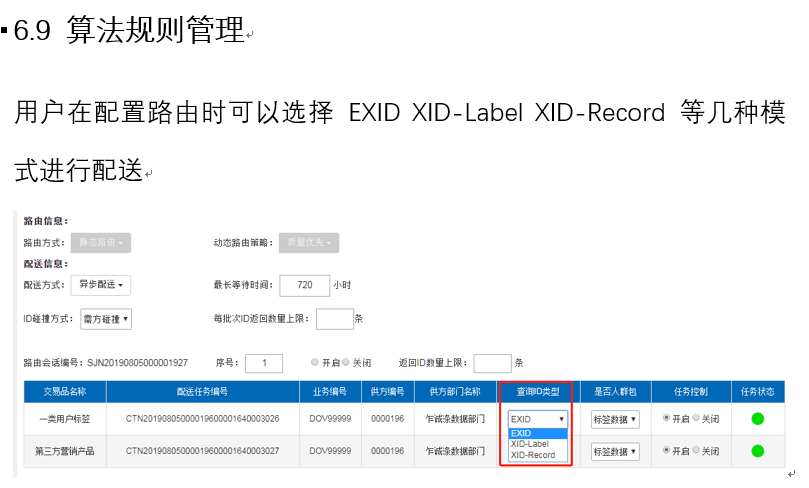 6.9 算法规则管理
用户在配置路由时可以选择 EXID XID-Label XID-Record 等几种模
式进行配送
路由信息：
路由方式： 静态路由 动态路由策略： 质量优先
配送信息：
配送方式： 异步配送 最长等待时间： 720 小时
ID碰撞方式： 需方碰撞 每批次ID返回数量上限： 条
路由会话编号： SJN20190805000001927 序号： 1 开启 关闭 返回ID数量上限： 条
交易品名称 配送任务编号 业务编号 供方编号 供方部门名称 查询ID类型 是否人群包 任务控制 任务状态
一类用户标签 CTN20190805000019600001640003026 DOV99999 0000196 乍诚涤数据部门 EXID 标签数据 开启 关闭
EXID
XID-Label
XID-Record
第三方营销产品 CTN20190805000019600001640003027 DOV99999 0000196 乍诚涤数据部门 标签数据 开启 关闭